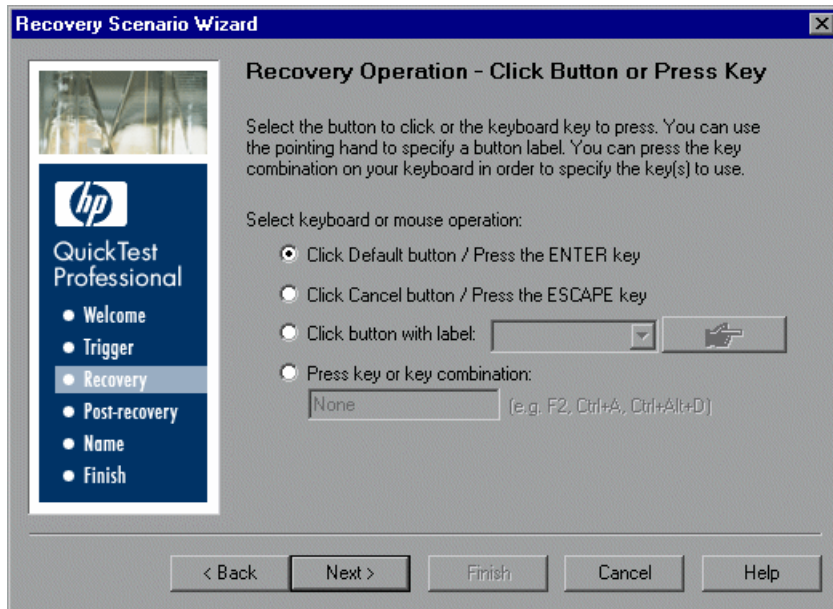 Recovery Scenario Wizard
Recovery Operation - Click Button or Press Key
Select the button to click or the keyboard key to press. You can use
the pointing hand to specify a button label. You can press the key
combination on your keyboard in order to specify the key(s) to use.
hp
QuickTest
Professional
Welcome
Trigger
Recovery
Post-recovery
Name
Finish
Select keyboard or mouse operation:
Click Default button / Press the ENTER key
Click Cancel button / Press the ESCAPE key
Click button with label:
Press key or key combination:
None (e.g. F2, Ctrl+A, Ctrl+Alt+D)
< Back Next > Finish Cancel Help